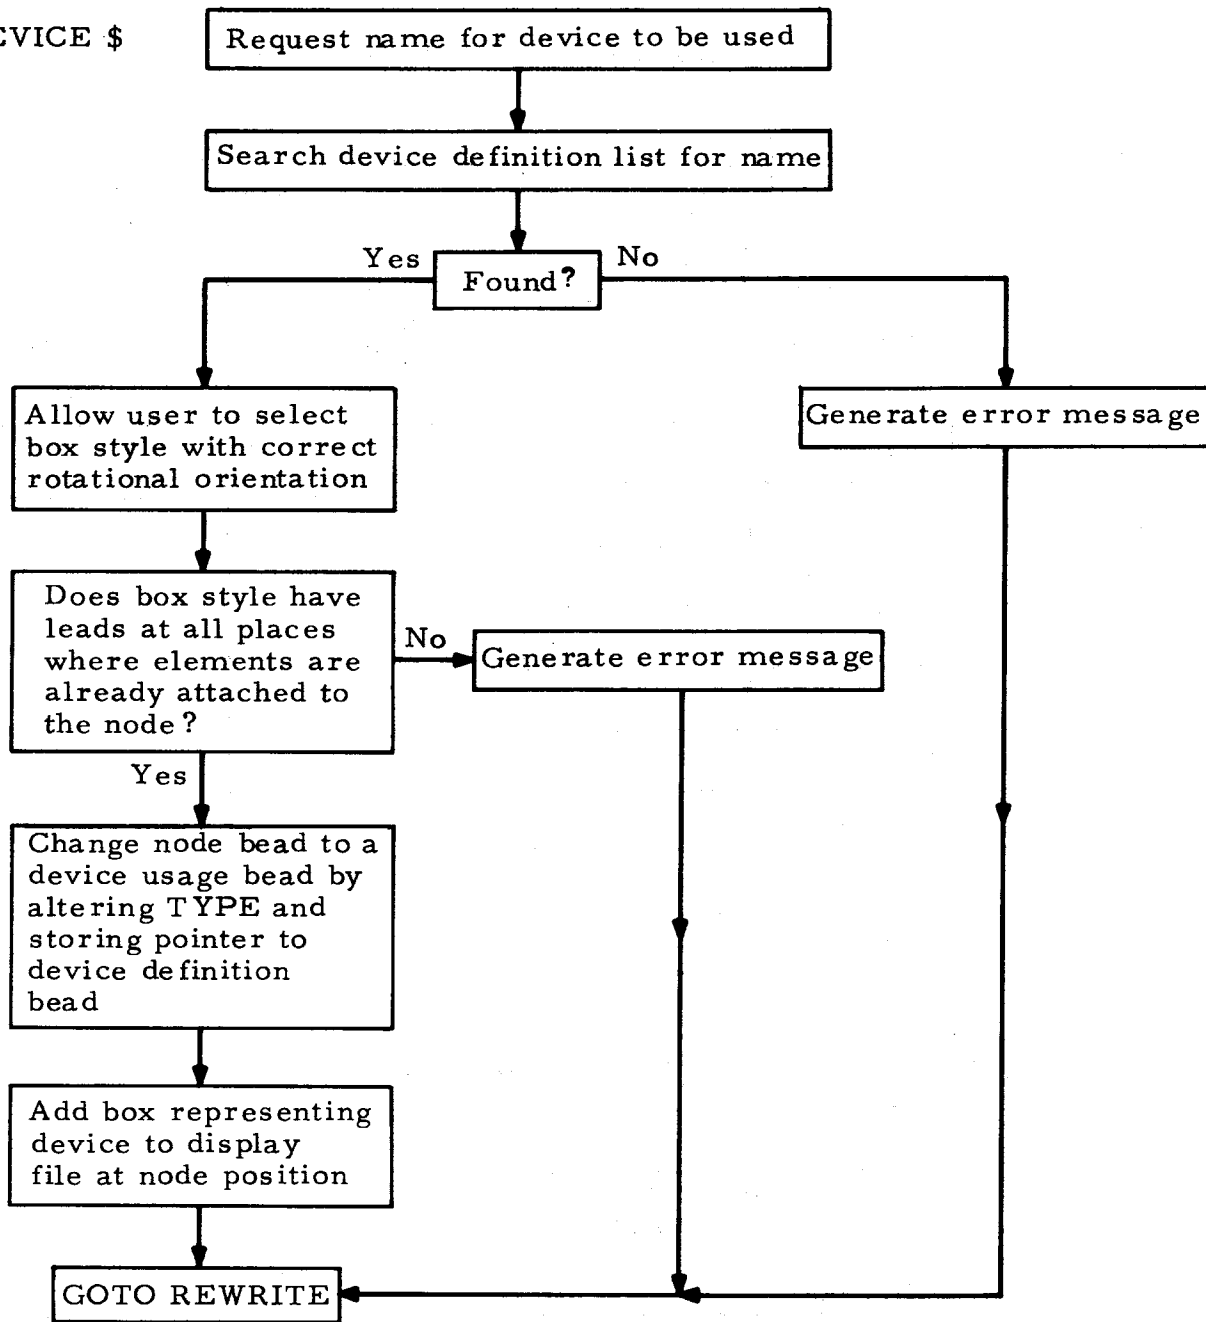 EVICE $
Request name for device to be used
Search device definition list for name
Yes
No
Found?
Allow user to select
box style with correct
rotational orientation
Generate error message
Does box style have
leads at all places
where elements are
already attached to
the node?
No
Generate error message
Yes
Change node bead to a
device usage bead by
altering TYPE and
storing pointer to
device definition
bead
Add box representing
device to display
file at node position
GOTO REWRITE